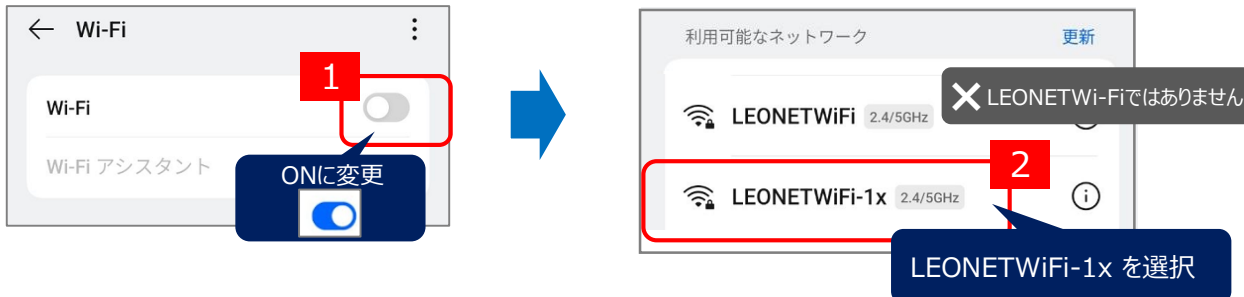 Wi-Fi
1
Wi-Fi
Wi-Fi アシスタント
ONに変更
利用可能なネットワーク 更新
LEONETWiFi 2.4/5GHz
LEONETWi-Fiではありません
2
LEONETWiFi-1x 2.4/5GHz
LEONETWiFi-1x を選択